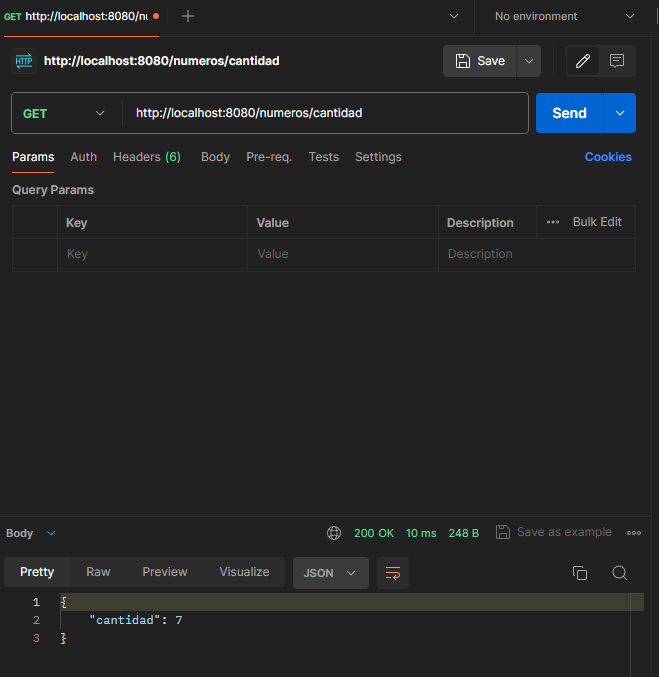 GET http://localhost:8080/nu
No environment
HTTP http://localhost:8080/numeros/cantidad Save
GET http://localhost:8080/numeros/cantidad Send
Params Auth Headers (6) Body Pre-req. Tests Settings Cookies
Query Params
Key Value Description ••• Bulk Edit
Key Value Description
Body 200 OK 10 ms 248 B Save as example
Pretty Raw Preview Visualize JSON
1 {
2 "cantidad": 7
3 }